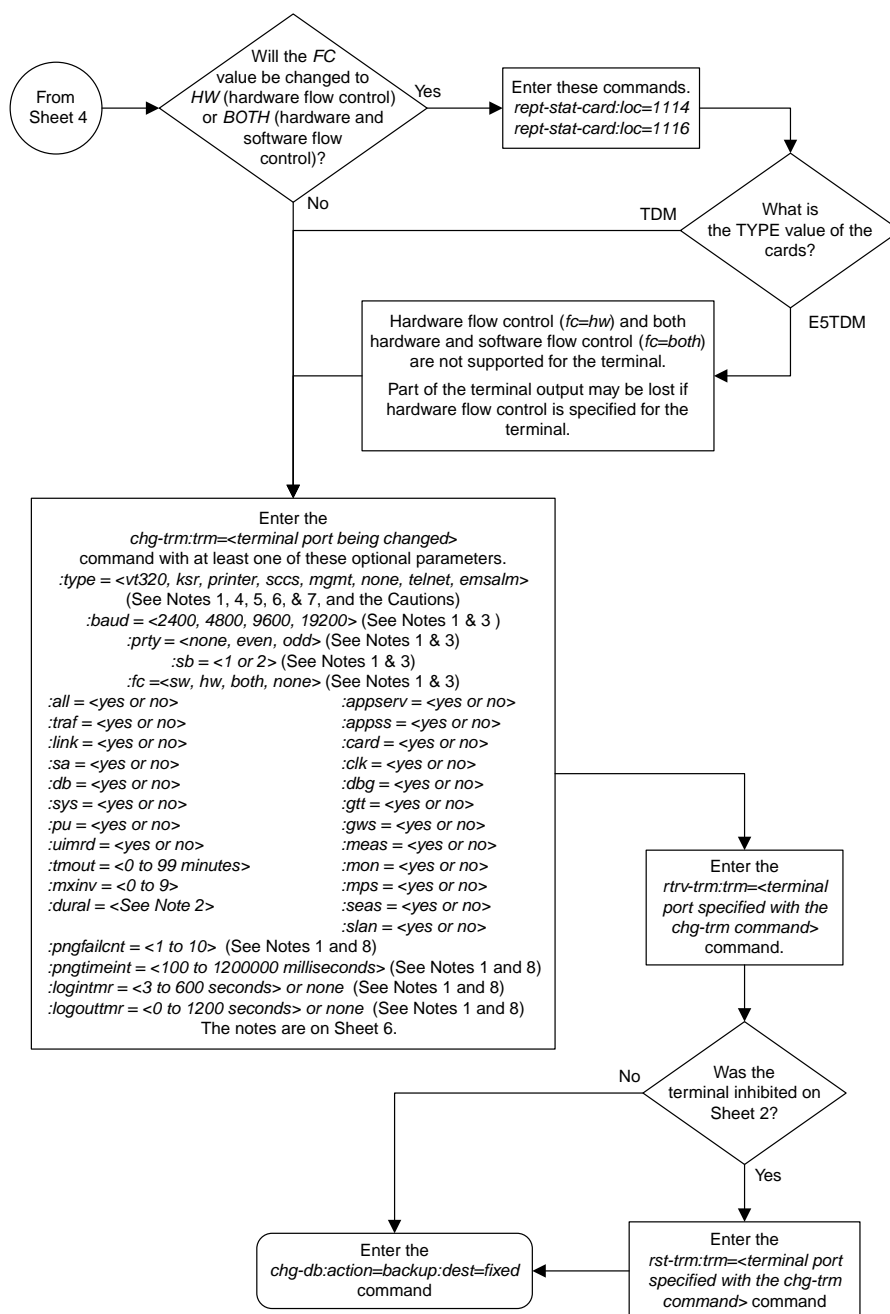 From
Sheet 4
Will the FC
value be changed to
HW (hardware flow control)
or BOTH (hardware and
software flow
control)?
Yes
No
Enter these commands.
rept-stat-card:loc=1114
rept-stat-card:loc=1116
What is
the TYPE value of the
cards?
TDM
E5TDM
Hardware flow control (fc=hw) and both
hardware and software flow control (fc=both)
are not supported for the terminal.
Part of the terminal output may be lost if
hardware flow control is specified for the
terminal.
Enter the
chg-trm:trm=<terminal port being changed>
command with at least one of these optional parameters.
:type = <vt320, ksr, printer, sccs, mgmt, none, telnet, emsalm>
(See Notes 1, 4, 5, 6, & 7, and the Cautions)
:baud = <2400, 4800, 9600, 19200> (See Notes 1 & 3 )
:prty = <none, even, odd> (See Notes 1 & 3)
:sb = <1 or 2> (See Notes 1 & 3)
:fc =<sw, hw, both, none> (See Notes 1 & 3)
:all = <yes or no>
:traf = <yes or no>
:link = <yes or no>
:sa = <yes or no>
:db = <yes or no>
:sys = <yes or no>
:pu = <yes or no>
:uimrd = <yes or no>
:tmout = <0 to 99 minutes>
:mxinv = <0 to 9>
:dural = <See Note 2>
:appserv = <yes or no>
:appss = <yes or no>
:card = <yes or no>
:clk = <yes or no>
:dbg = <yes or no>
:gtt = <yes or no>
:gws = <yes or no>
:meas = <yes or no>
:mon = <yes or no>
:mps = <yes or no>
:seas = <yes or no>
:slan = <yes or no>
:pngfailcnt = <1 to 10> (See Notes 1 and 8)
:pngtimeint = <100 to 1200000 milliseconds> (See Notes 1 and 8)
:logintmr = <3 to 600 seconds> or none (See Notes 1 and 8)
:logouttmr = <0 to 1200 seconds> or none (See Notes 1 and 8)
The notes are on Sheet 6.
Enter the
rtrv-trm:trm=<terminal
port specified with the
chg-trm command>
command.
Was the
terminal inhibited on
Sheet 2?
No
Yes
Enter the
rst-trm:trm=<terminal port
specified with the chg-trm
command> command
Enter the
chg-db:action=backup:dest=fixed
command